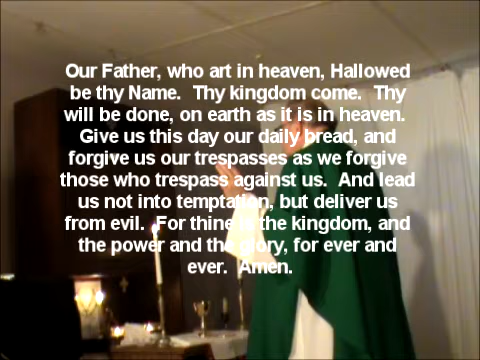 Our Father, who art in heaven, Hallowed
be thy Name.  Thy kingdom come.  Thy
will be done, on earth as it is in heaven.
Give us this day our daily bread, and
forgive us our trespasses as we forgive
those who trespass against us.  And lead
us not into temptation, but deliver us
from evil.  For thine is the kingdom, and
the power and the glory, for ever and
ever.  Amen.